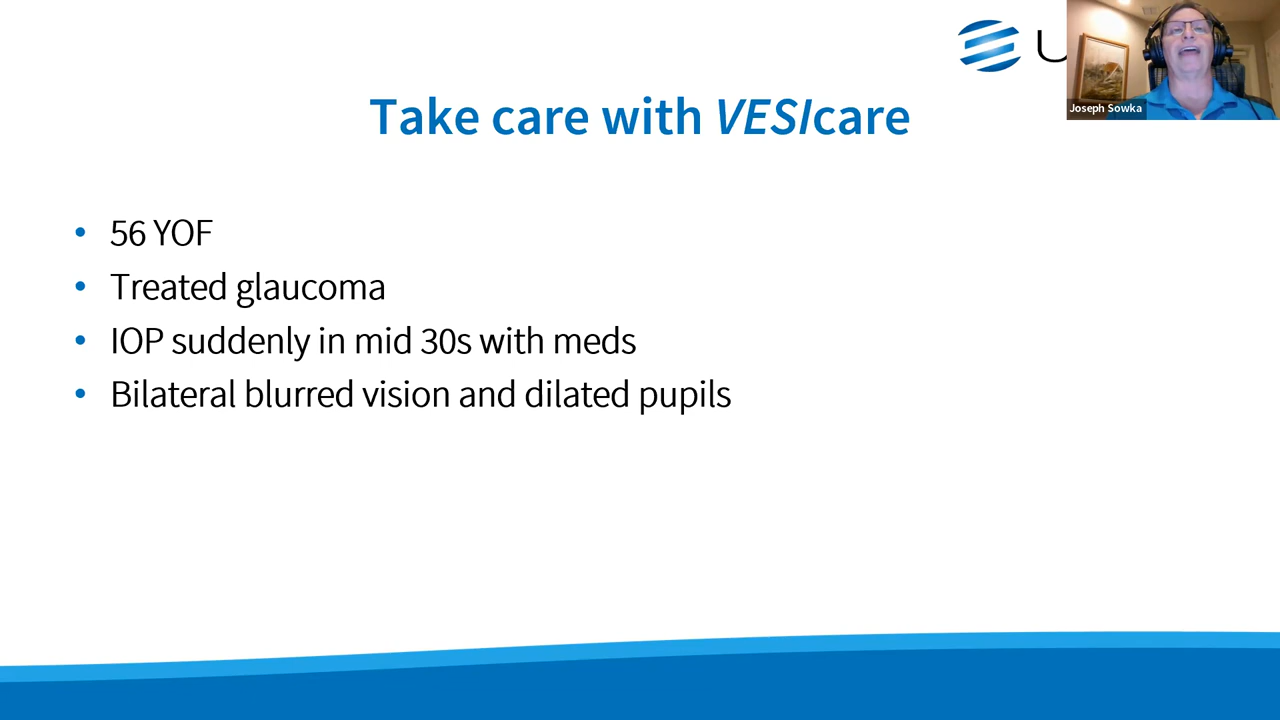 Take care with VESIcare
Joseph Sowka
• 56 YOF
• Treated glaucoma
• IOP suddenly in mid 30s with meds
• Bilateral blurred vision and dilated pupils